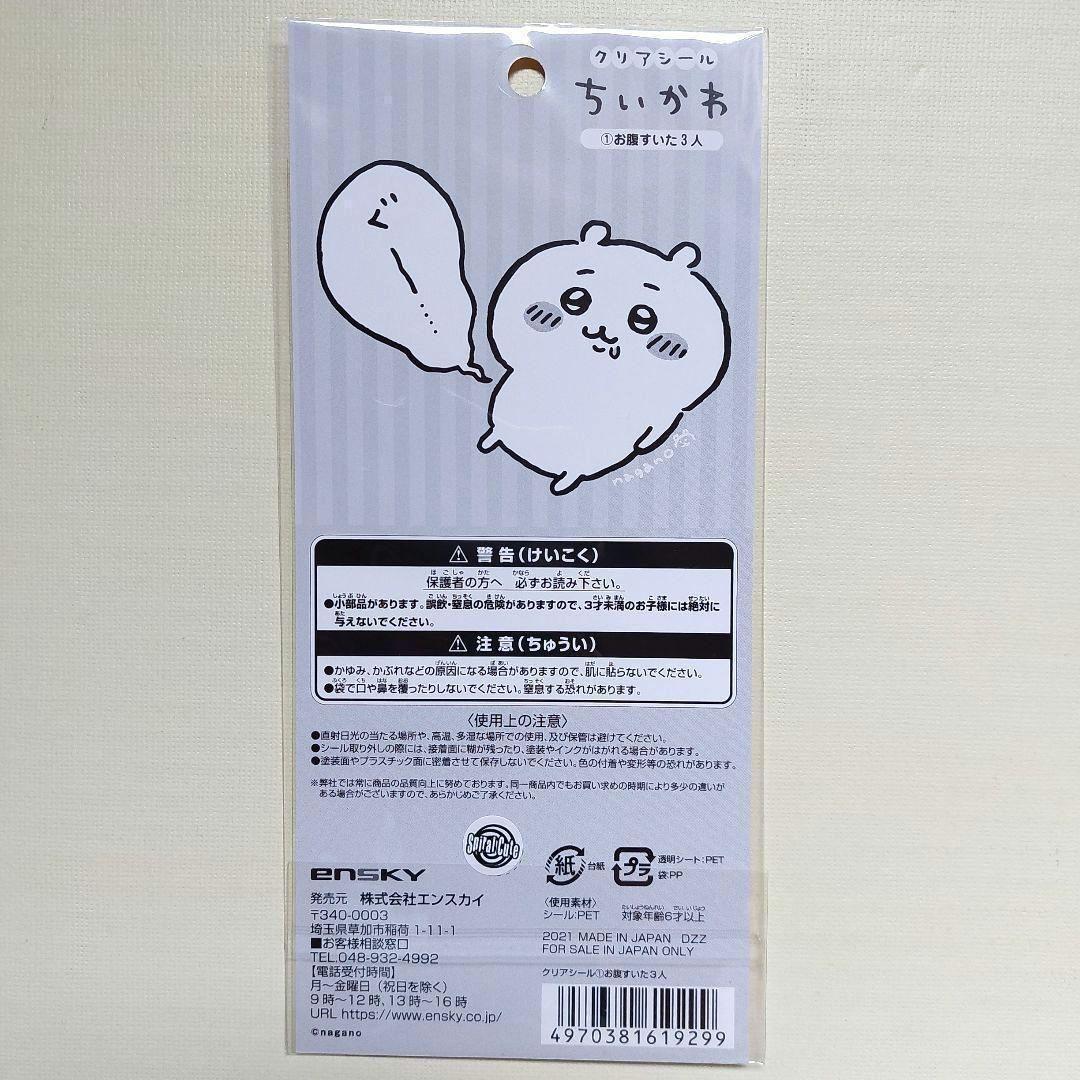 クリアシール
ちいかわ
①お腹すいた3人
nagano
⚠ 警告(けいこく)
保護者の方へ 必ずお読み下さい。
●小部品があります。誤飲・窒息の危険がありますので、3才未満のお子様には絶対に
与えないでください。
⚠ 注意(ちゅうい)
●かゆみ、かぶれなどの原因になる場合がありますので、肌に貼らないでください。
●袋で口や鼻を覆ったりしないでください。窒息する恐れがあります。
〈使用上の注意〉
●直射日光の当たる場所や、高温、多湿な場所での使用、及び保管は避けてください。
●シール取り外しの際には、接着面に糊が残ったり、塗装やインクがはがれる場合があります。
●塗装面やプラスチック面に密着させて保存しないでください。色の付着や変形等の恐れがあります。
※弊社では常に商品の品質向上に努めております。同一商品内でもお買い求めの時期により多少の違いが
ある場合がございますので、あらかじめご了承ください。
Spiral Cute
ensky
発売元 株式会社エンスカイ
〒340-0003
埼玉県草加市稲荷 1-11-1
■お客様相談窓口
TEL.048-932-4992
【電話受付時間】
月～金曜日(祝日を除く)
9時～12時、13時～16時
URL https://www.ensky.co.jp/
©nagano
紙 台紙
プラ 透明シート:PET
袋:PP
〈使用素材〉
シール:PET 対象年齢6才以上
2021 MADE IN JAPAN DZZ
FOR SALE IN JAPAN ONLY
クリアシール①お腹すいた3人
4970381619299